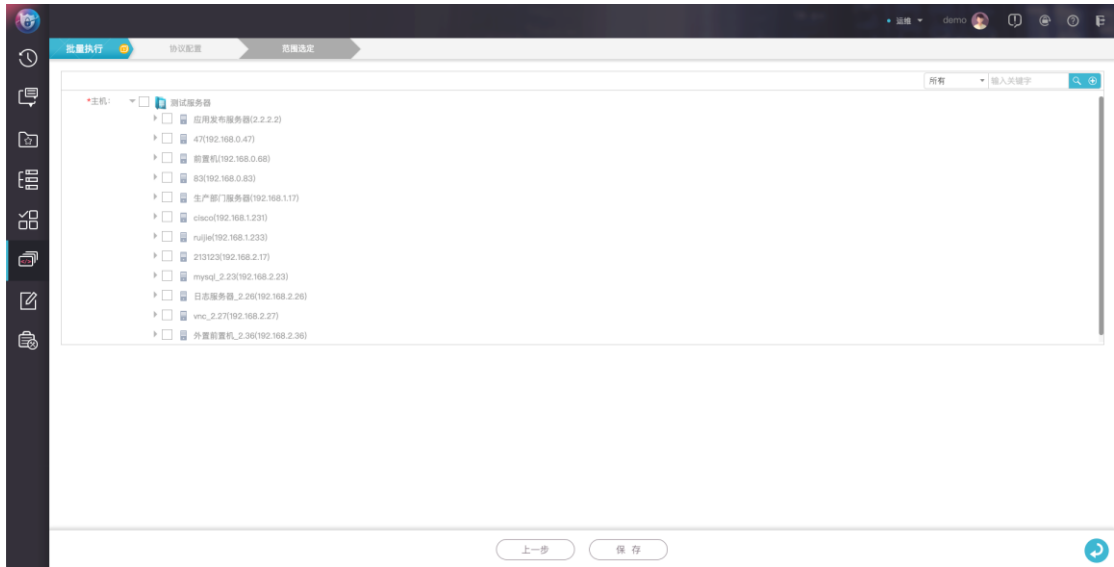 运维 demo
批量执行 协议配置 范围选定
所有 输入关键字
*主机: 测试服务器
应用发布服务器(2.2.2.2)
47(192.168.0.47)
前置机(192.168.0.68)
83(192.168.0.83)
生产部门服务器(192.168.1.17)
cisco(192.168.1.231)
ruijie(192.168.1.233)
213123(192.168.2.17)
mysql_2.23(192.168.2.23)
日志服务器_2.26(192.168.2.26)
vnc_2.27(192.168.2.27)
外置前置机_2.36(192.168.2.36)
上一步 保存